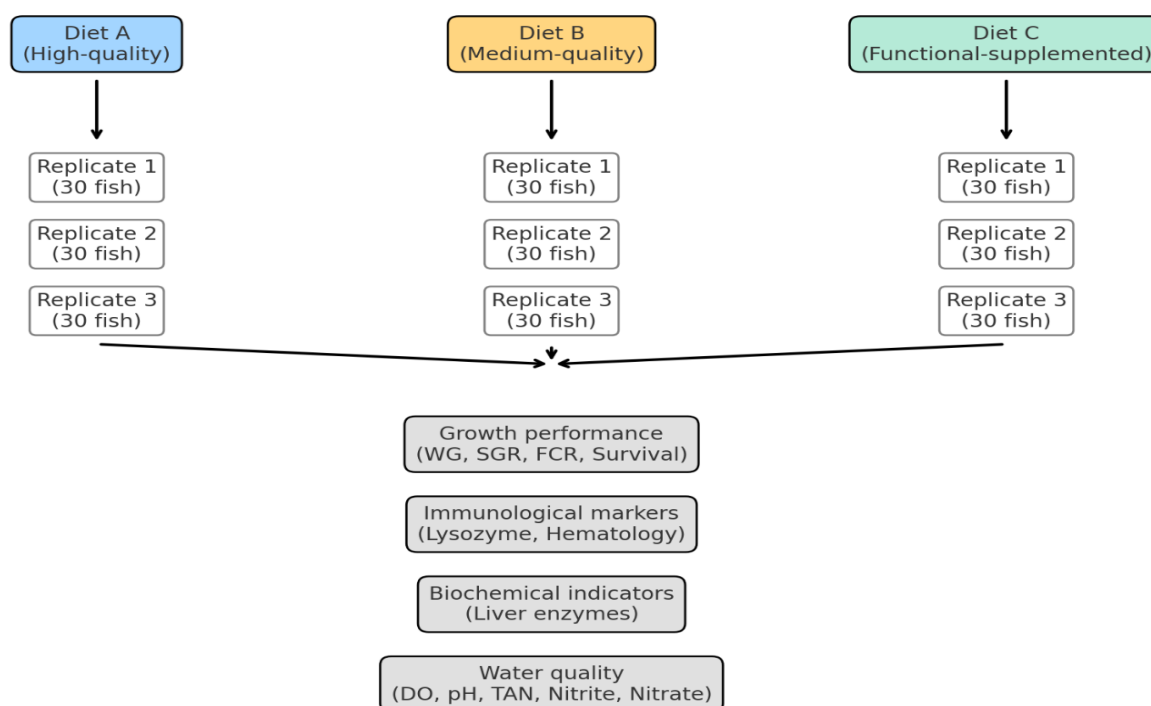 Diet A
(High-quality)
Diet B
(Medium-quality)
Diet C
(Functional-supplemented)
Replicate 1
(30 fish)
Replicate 1
(30 fish)
Replicate 1
(30 fish)
Replicate 2
(30 fish)
Replicate 2
(30 fish)
Replicate 2
(30 fish)
Replicate 3
(30 fish)
Replicate 3
(30 fish)
Replicate 3
(30 fish)
Growth performance
(WG, SGR, FCR, Survival)
Immunological markers
(Lysozyme, Hematology)
Biochemical indicators
(Liver enzymes)
Water quality
(DO, pH, TAN, Nitrite, Nitrate)